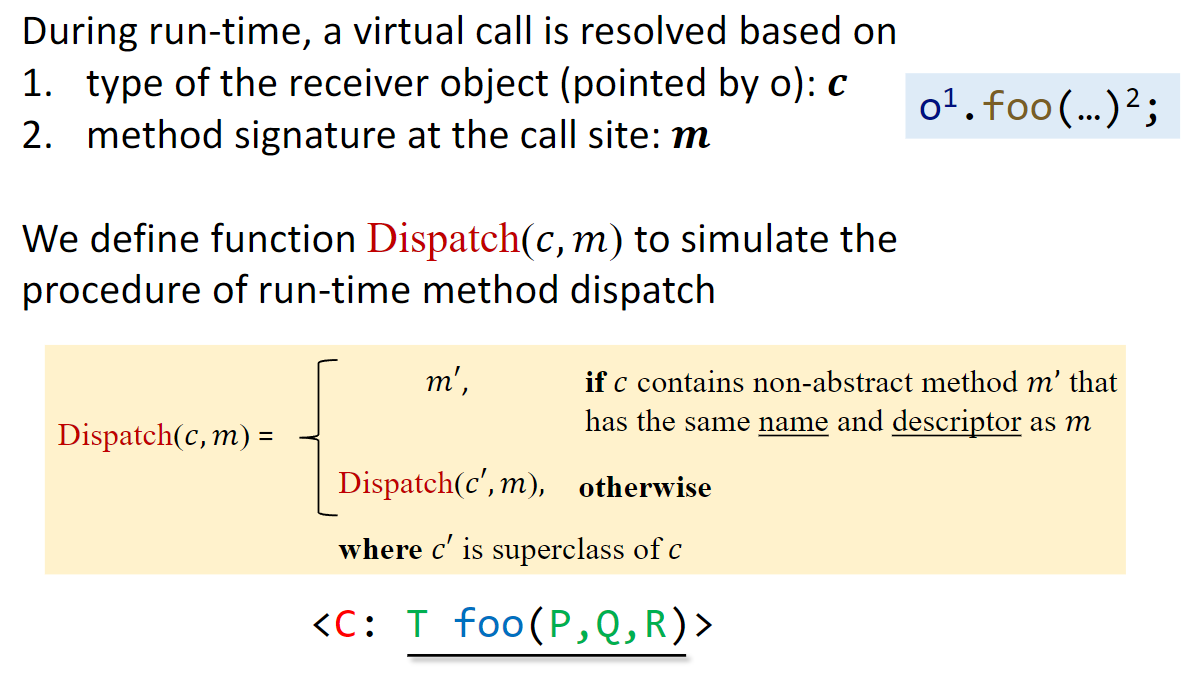 During run-time, a virtual call is resolved based on
1. type of the receiver object (pointed by o): c
o¹.foo(…)²;
2. method signature at the call site: m
We define function Dispatch(c, m) to simulate the
procedure of run-time method dispatch
m′, if c contains non-abstract method m’ that
has the same name and descriptor as m
Dispatch(c, m) =
Dispatch(c′, m), otherwise
where c′ is superclass of c
<C: T foo(P,Q,R)>